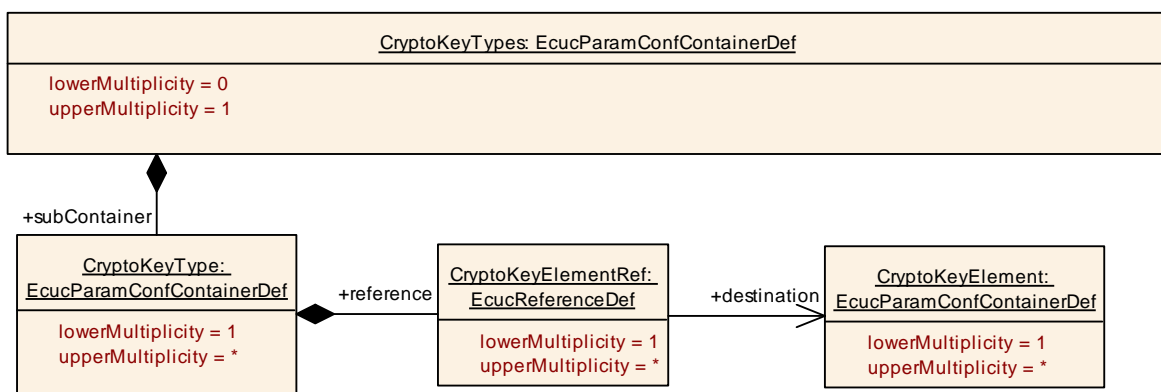 CryptoKeyTypes: EcucParamConfContainerDef
lowerMultiplicity = 0
upperMultiplicity = 1
+subContainer
CryptoKeyType:
EcucParamConfContainerDef
lowerMultiplicity = 1
upperMultiplicity = *
+reference
CryptoKeyElementRef:
EcucReferenceDef
lowerMultiplicity = 1
upperMultiplicity = *
+destination
CryptoKeyElement:
EcucParamConfContainerDef
lowerMultiplicity = 1
upperMultiplicity = *